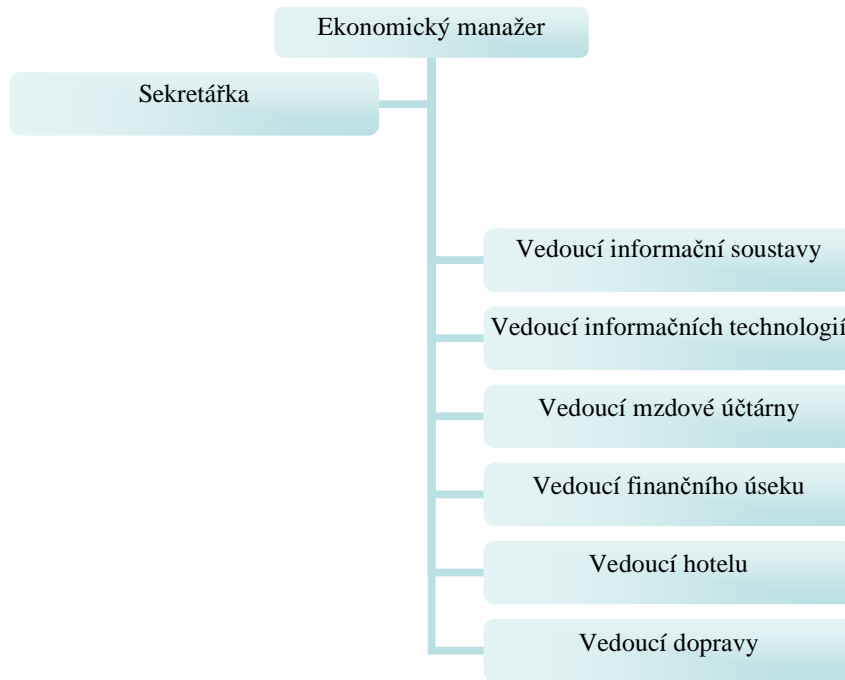 Ekonomický manažer
Sekretářka
Vedoucí informační soustavy
Vedoucí informačních technologií
Vedoucí mzdové účtárny
Vedoucí finančního úseku
Vedoucí hotelu
Vedoucí dopravy